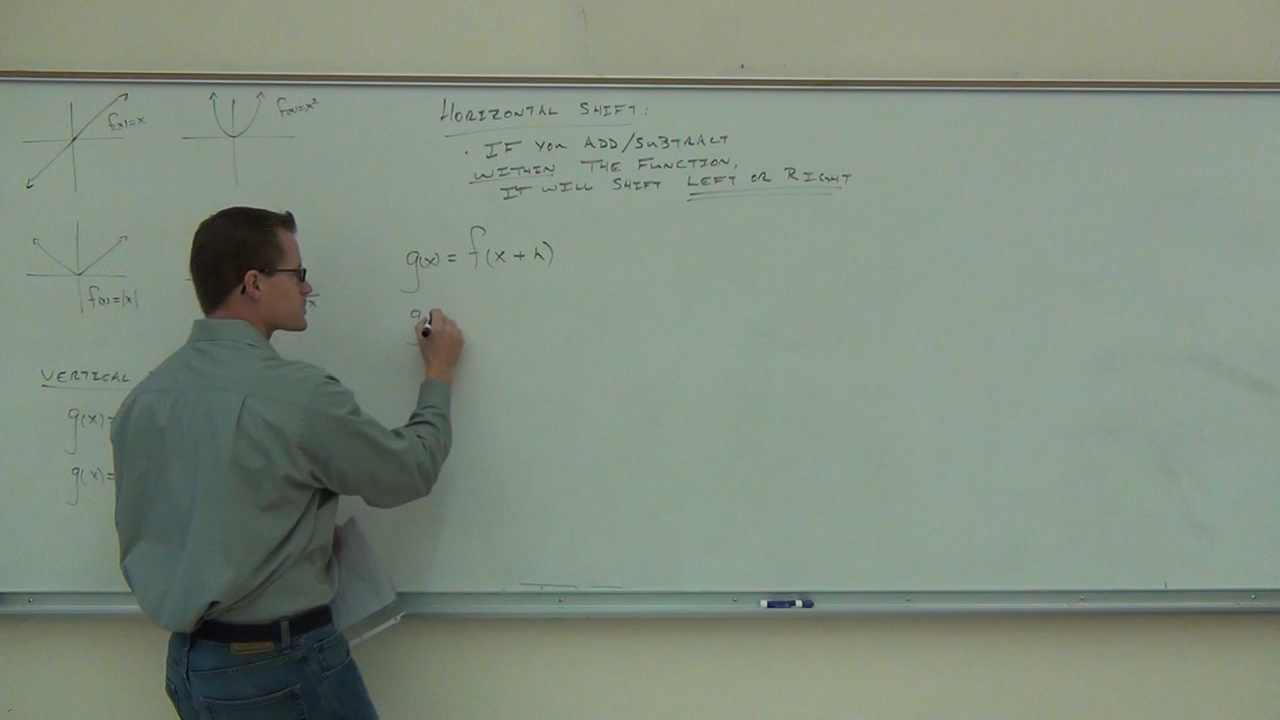 f(x)=x
f(x)=x²
HORIZONTAL SHIFT:
• IF YOU ADD/SUBTRACT
WITHIN THE FUNCTION,
IT WILL SHIFT LEFT OR RIGHT
f(x)=|x|
g(x) = f(x+h)
g
VERTICAL
g(x)=
g(x)=